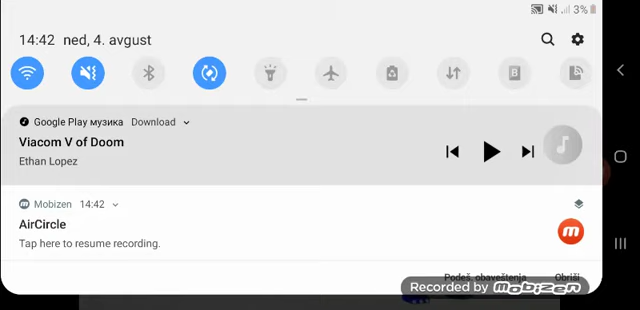 3%
14:42 ned, 4. avgust
B
Google Play музика Download
Viacom V of Doom
Ethan Lopez
Mobizen 14:42
AirCircle
Tap here to resume recording.
Podeš. obaveštenja Obriši
Recorded by mobizen